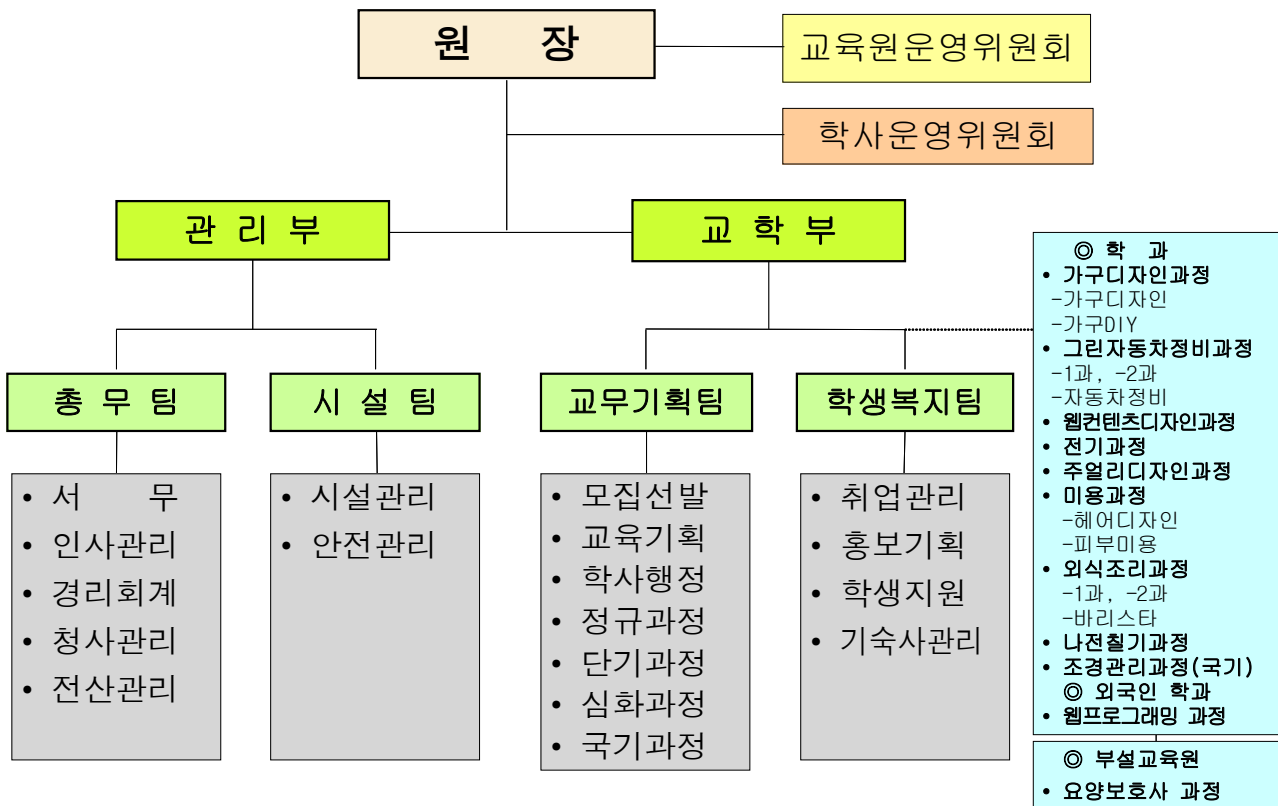 원 장
교육원운영위원회
학사운영위원회
관 리 부
교 학 부
총 무 팀
시 설 팀
교무기획팀
학생복지팀
• 서 무
• 인사관리
• 경리회계
• 청사관리
• 전산관리
• 시설관리
• 안전관리
• 모집선발
• 교육기획
• 학사행정
• 정규과정
• 단기과정
• 심화과정
• 국기과정
• 취업관리
• 홍보기획
• 학생지원
• 기숙사관리
◎ 학 과
• 가구디자인과정
-가구디자인
-가구DIY
• 그린자동차정비과정
-1과, -2과
-자동차정비
• 웹컨텐츠디자인과정
• 전기과정
• 주얼리디자인과정
• 미용과정
-헤어디자인
-피부미용
• 외식조리과정
-1과, -2과
-바리스타
• 나전칠기과정
• 조경관리과정(국기)
◎ 외국인 학과
• 웹프로그래밍 과정
◎ 부설교육원
• 요양보호사 과정